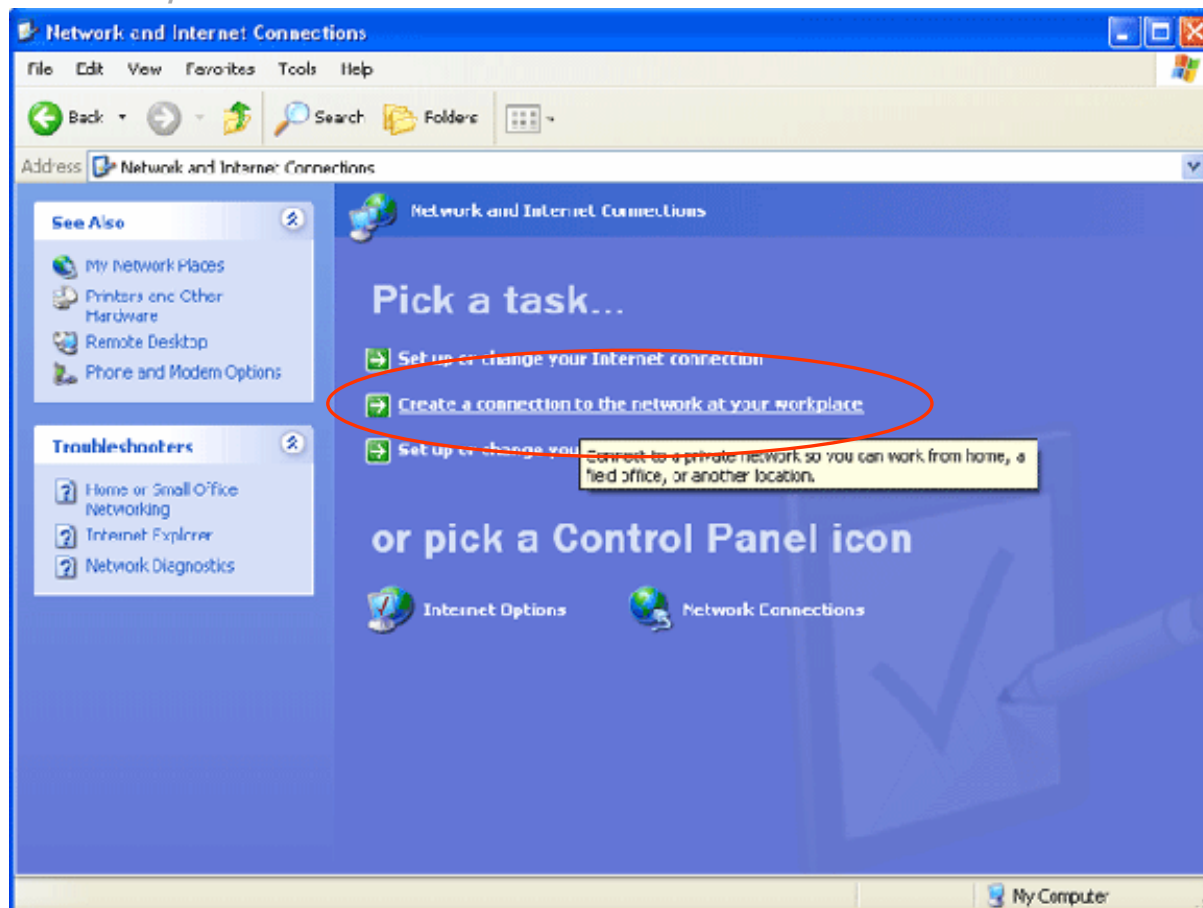 Network and Internet Connections
File Edit View Favorites Tools Help
Back Search Folders
Address Network and Internet Connections
See Also
My Network Places
Printers and Other
Hardware
Remote Desktop
Phone and Modem Options
Troubleshooters
Home or Small Office
Networking
Internet Explorer
Network Diagnostics
Network and Internet Connections
Pick a task...
Set up or change your Internet connection
Create a connection to the network at your workplace
Set up or change you
Connect to a private network so you can work from home, a
field office, or another location.
or pick a Control Panel icon
Internet Options Network Connections
My Computer